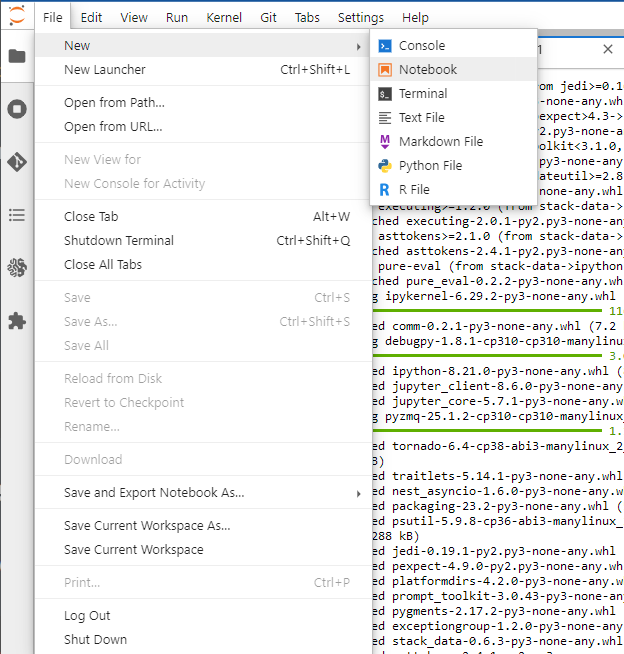 File Edit View Run Kernel Git Tabs Settings Help
New
New Launcher Ctrl+Shift+L
Open from Path...
Open from URL...
New View for
New Console for Activity
Close Tab Alt+W
Shutdown Terminal Ctrl+Shift+Q
Close All Tabs
Save Ctrl+S
Save As... Ctrl+Shift+S
Save All
Reload from Disk
Revert to Checkpoint
Rename...
Download
Save and Export Notebook As...
Save Current Workspace As...
Save Current Workspace
Print... Ctrl+P
Log Out
Shut Down
Console
Notebook
Terminal
Text File
Markdown File
Python File
R File
1
om jedi>=0.1
-none-any.wh
expect>4.3->
2.py3-none-a
olkit<3.1.0,
-none-any.wh
ateutil>=2.8
-none-any.wh
executing>=1.2.0 (from stack-data->
ched executing-2.0.1-py2.py3-none-a
asttokens>=2.1.0 (from stack-data->
ched asttokens-2.4.1-py2.py3-none-a
pure-eval (from stack-data->ipython
ched pure_eval-0.2.2-py3-none-any.w
g ipykernel-6.29.2-py3-none-any.whl
11
ed comm-0.2.1-py3-none-any.whl (7.2
g debugpy-1.8.1-cp310-cp310-manylinu
3.
ed ipython-8.21.0-py3-none-any.whl (
ed jupyter_client-8.6.0-py3-none-any
ed jupyter_core-5.7.1-py3-none-any.w
g pyzmq-25.1.2-cp310-cp310-manylinux
1.
ed tornado-6.4-cp38-abi3-manylinux_2
B)
ed traitlets-5.14.1-py3-none-any.whl
ed nest_asyncio-1.6.0-py3-none-any.w
ed packaging-23.2-py3-none-any.whl (
ed psutil-5.9.8-cp36-abi3-manylinux_
288 kB)
ed jedi-0.19.1-py2.py3-none-any.whl
ed pexpect-4.9.0-py2.py3-none-any.wh
ed platformdirs-4.2.0-py3-none-any.w
ed prompt_toolkit-3.0.43-py3-none-an
ed pygments-2.17.2-py3-none-any.whl
ed exceptiongroup-1.2.0-py3-none-any
ed stack_data-0.6.3-py3-none-any.whl